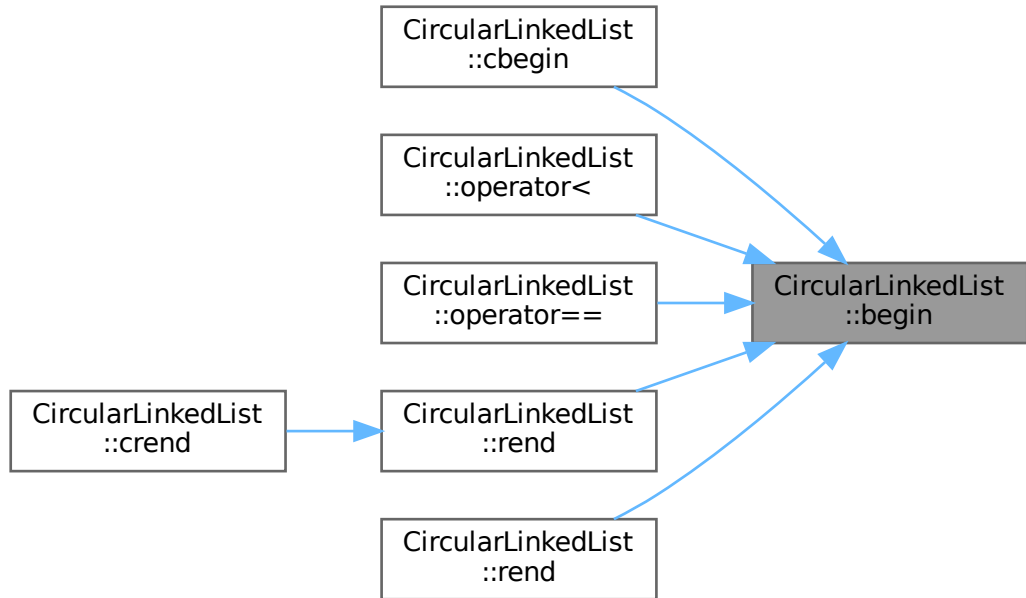 CircularLinkedList
::cbegin
CircularLinkedList
::operator<
CircularLinkedList
::operator==
CircularLinkedList
::begin
CircularLinkedList
::crend
CircularLinkedList
::rend
CircularLinkedList
::rend